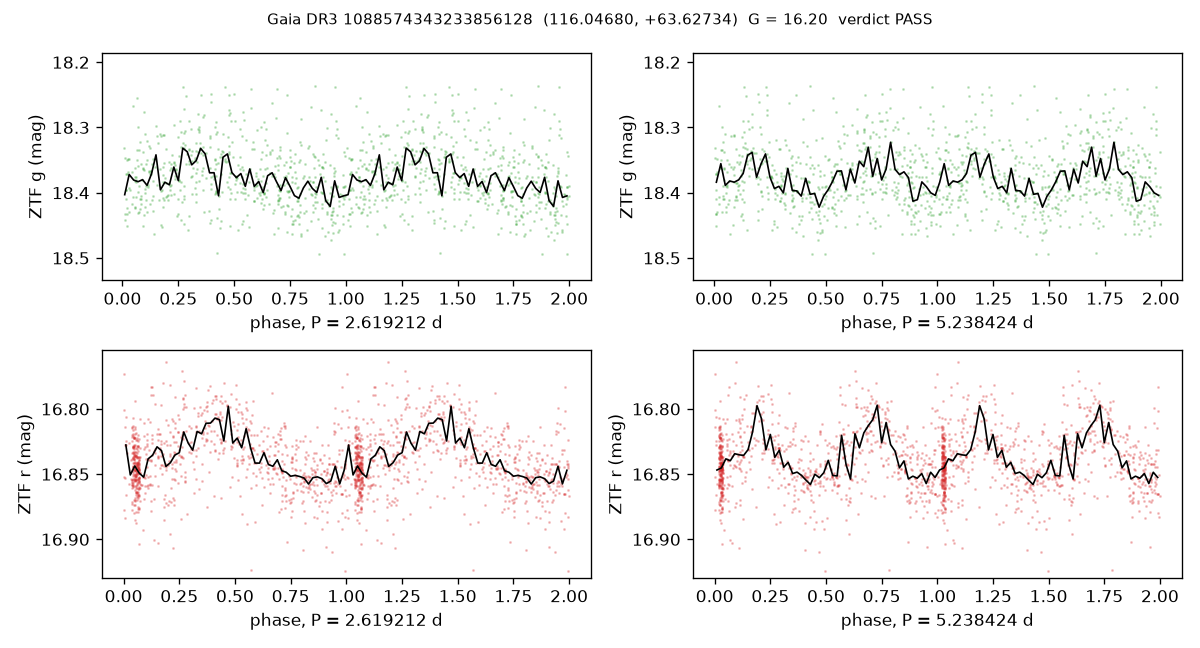 Gaia DR3 1088574343233856128  (116.04680, +63.62734)  G = 16.20  verdict PASS
ZTF g (mag)
18.2
18.3
18.4
18.5
0.00 0.25 0.50 0.75 1.00 1.25 1.50 1.75 2.00
phase, P = 2.619212 d
ZTF g (mag)
18.2
18.3
18.4
18.5
0.00 0.25 0.50 0.75 1.00 1.25 1.50 1.75 2.00
phase, P = 5.238424 d
ZTF r (mag)
16.80
16.85
16.90
0.00 0.25 0.50 0.75 1.00 1.25 1.50 1.75 2.00
phase, P = 2.619212 d
ZTF r (mag)
16.80
16.85
16.90
0.00 0.25 0.50 0.75 1.00 1.25 1.50 1.75 2.00
phase, P = 5.238424 d